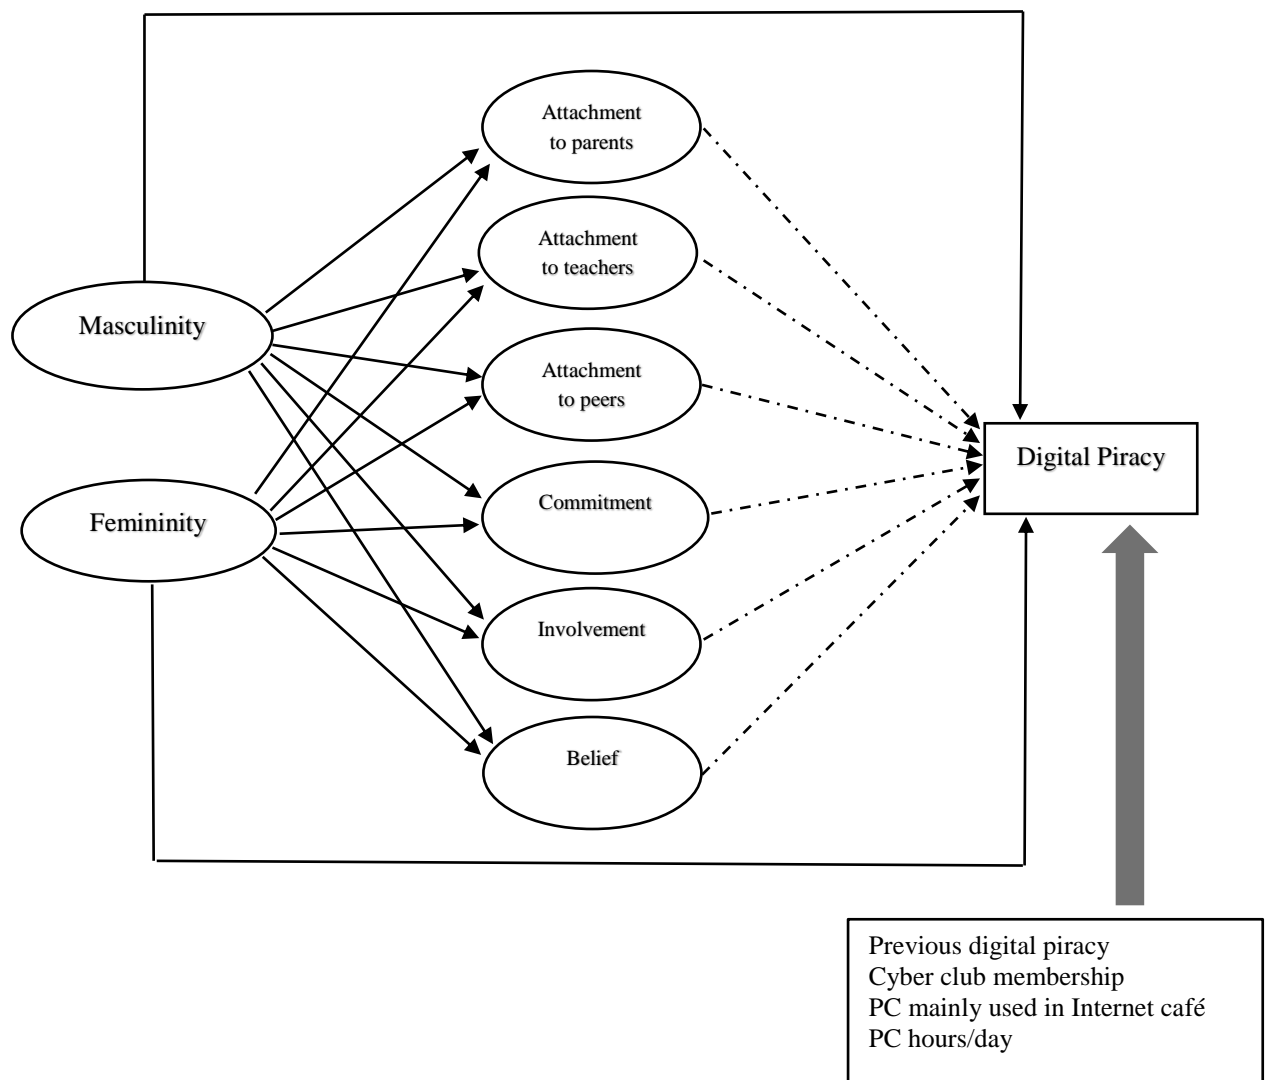 Attachment
to parents
Attachment
to teachers
Masculinity
Attachment
to peers
Digital Piracy
Commitment
Femininity
Involvement
Belief
Previous digital piracy
Cyber club membership
PC mainly used in Internet café
PC hours/day